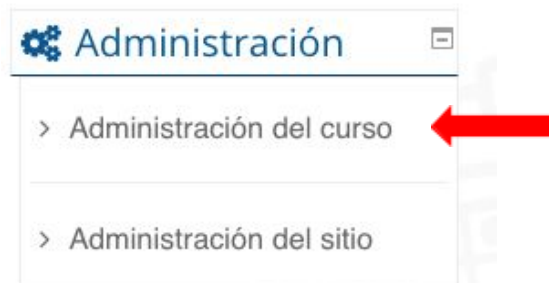 Administración
> Administración del curso
> Administración del sitio